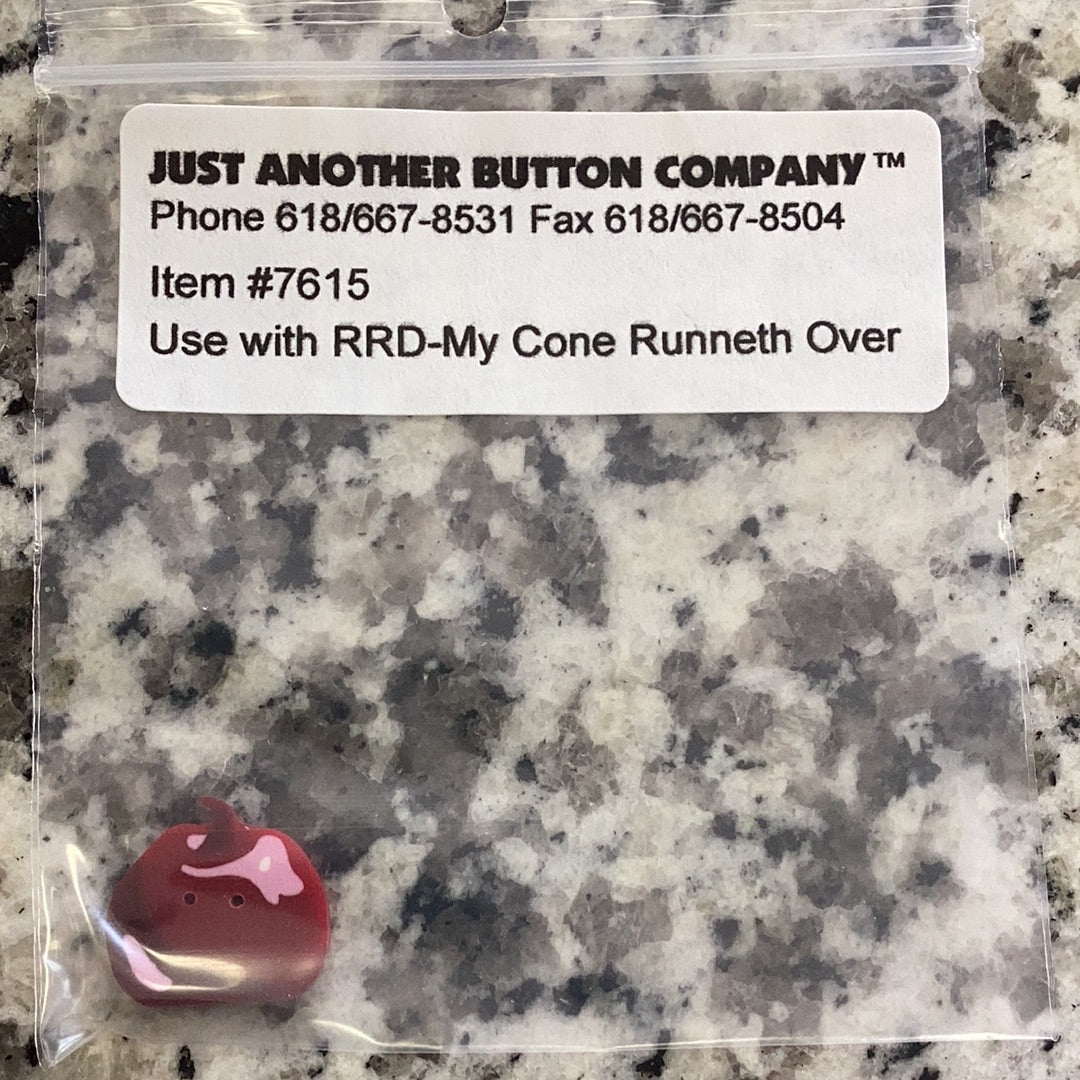 JUST ANOTHER BUTTON COMPANY™
Phone 618/667-8531 Fax 618/667-8504
Item #7615
Use with RRD-My Cone Runneth Over